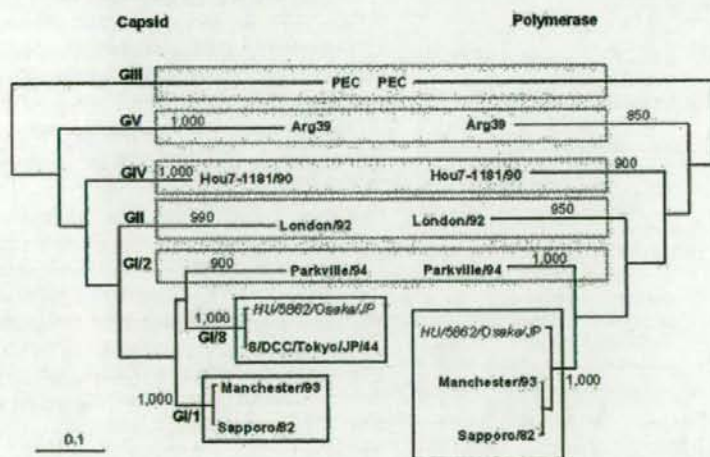 Capsid Polymerase
GIII PEC PEC
GV 1,000 Arg39 Arg39 850
GIV 1,000 Hou7-1181/90 Hou7-1181/90 900
GII 990 London/92 London/92 950
GI/2 900 Parkville/94 Parkville/94 1,000
1,000 HU/5862/Osaka/JP HU/5862/Osaka/JP
GI/8 8/DCC/Tokyo/JP/44
1,000 Manchester/93 Manchester/93 1,000
GI/1 Sapporo/82 Sapporo/82
0.1